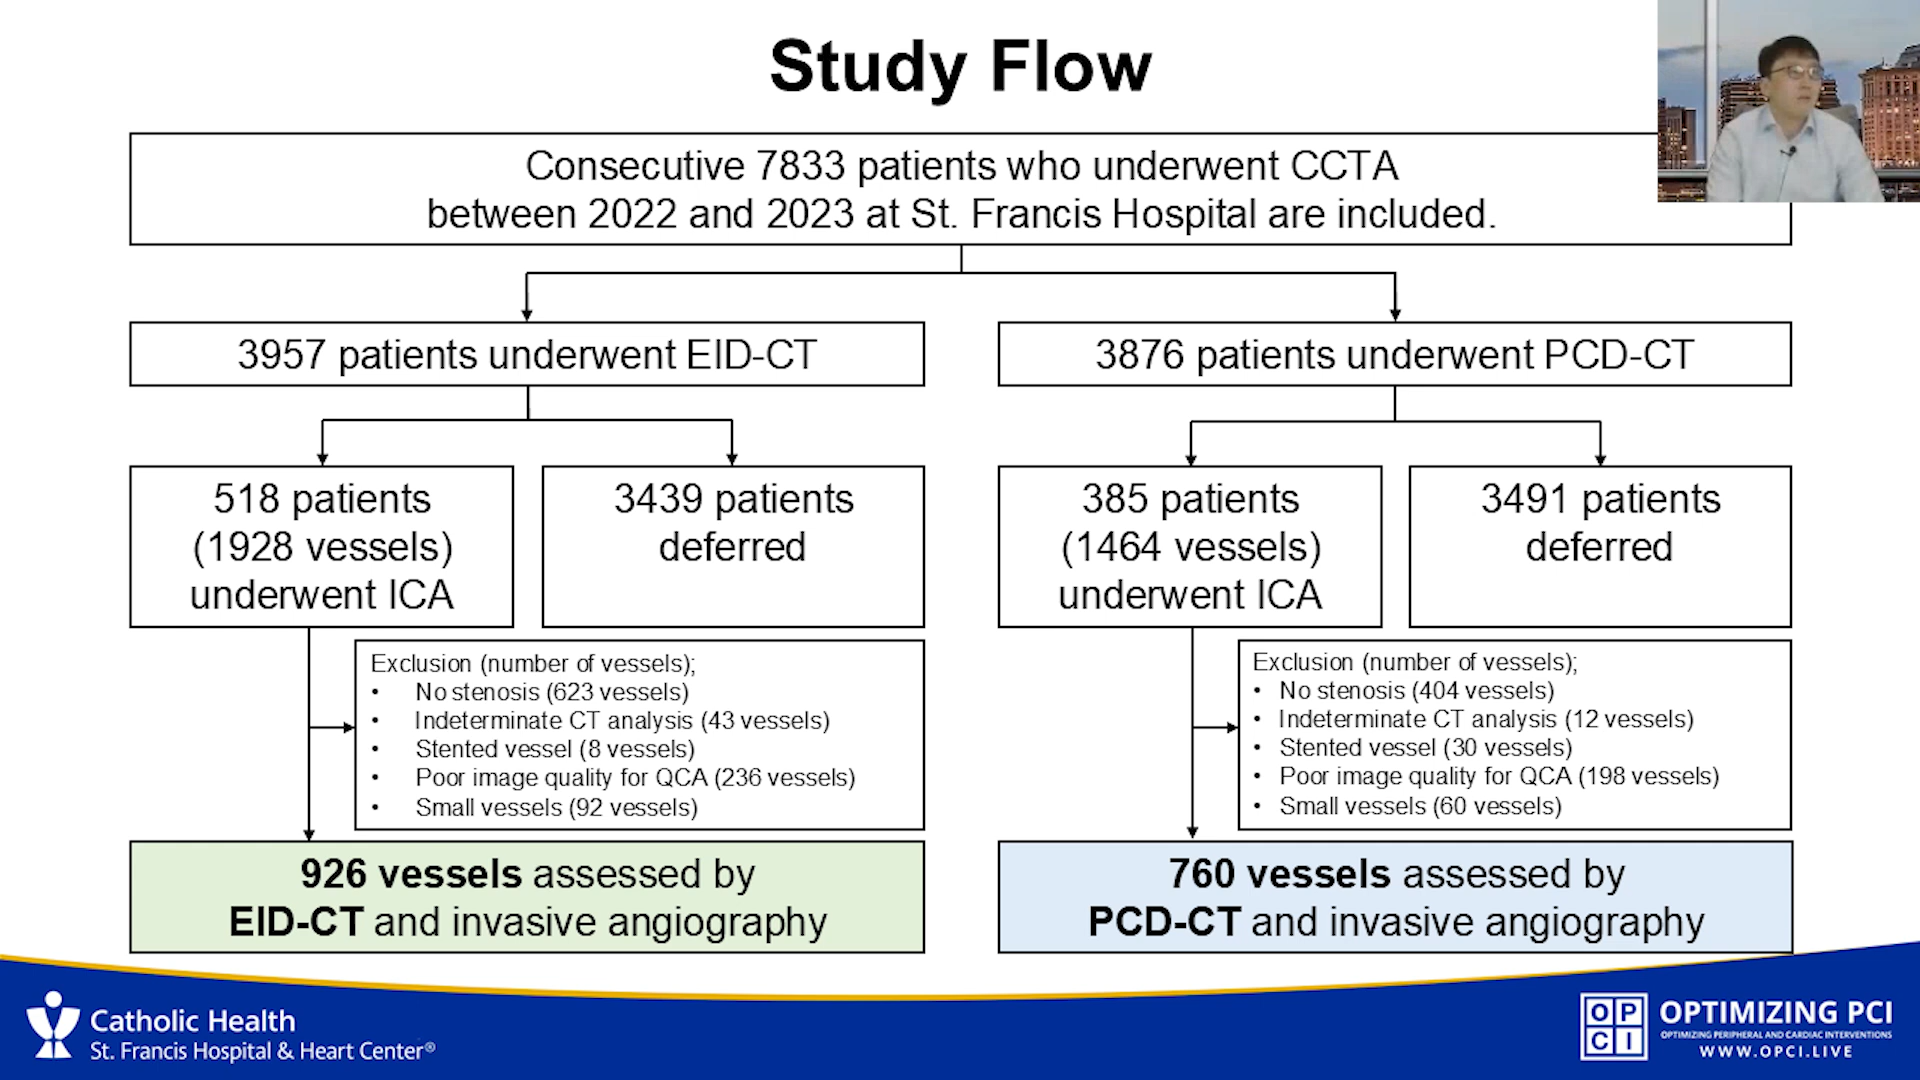 Study Flow
Consecutive 7833 patients who underwent CCTA
between 2022 and 2023 at St. Francis Hospital are included.
3957 patients underwent EID-CT
3876 patients underwent PCD-CT
518 patients
(1928 vessels)
underwent ICA
3439 patients
deferred
385 patients
(1464 vessels)
underwent ICA
3491 patients
deferred
Exclusion (number of vessels);
• No stenosis (623 vessels)
• Indeterminate CT analysis (43 vessels)
• Stented vessel (8 vessels)
• Poor image quality for QCA (236 vessels)
• Small vessels (92 vessels)
Exclusion (number of vessels);
• No stenosis (404 vessels)
• Indeterminate CT analysis (12 vessels)
• Stented vessel (30 vessels)
• Poor image quality for QCA (198 vessels)
• Small vessels (60 vessels)
926 vessels assessed by
EID-CT and invasive angiography
760 vessels assessed by
PCD-CT and invasive angiography
Catholic Health
St. Francis Hospital & Heart Center®
OP
CI
OPTIMIZING PCI
OPTIMIZING PERIPHERAL AND CARDIAC INTERVENTIONS
WWW.OPCI.LIVE